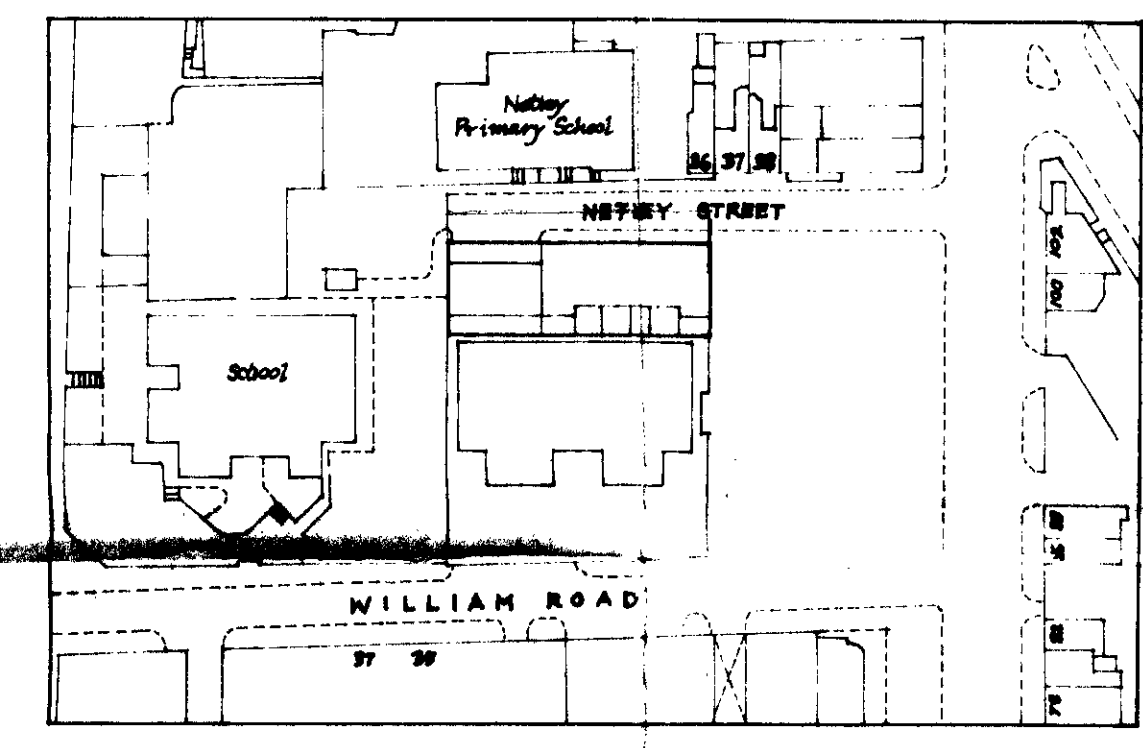 Netley
Primary School
36 37 38
NETLEY STREET
102
100
School
WILLIAM ROAD
37